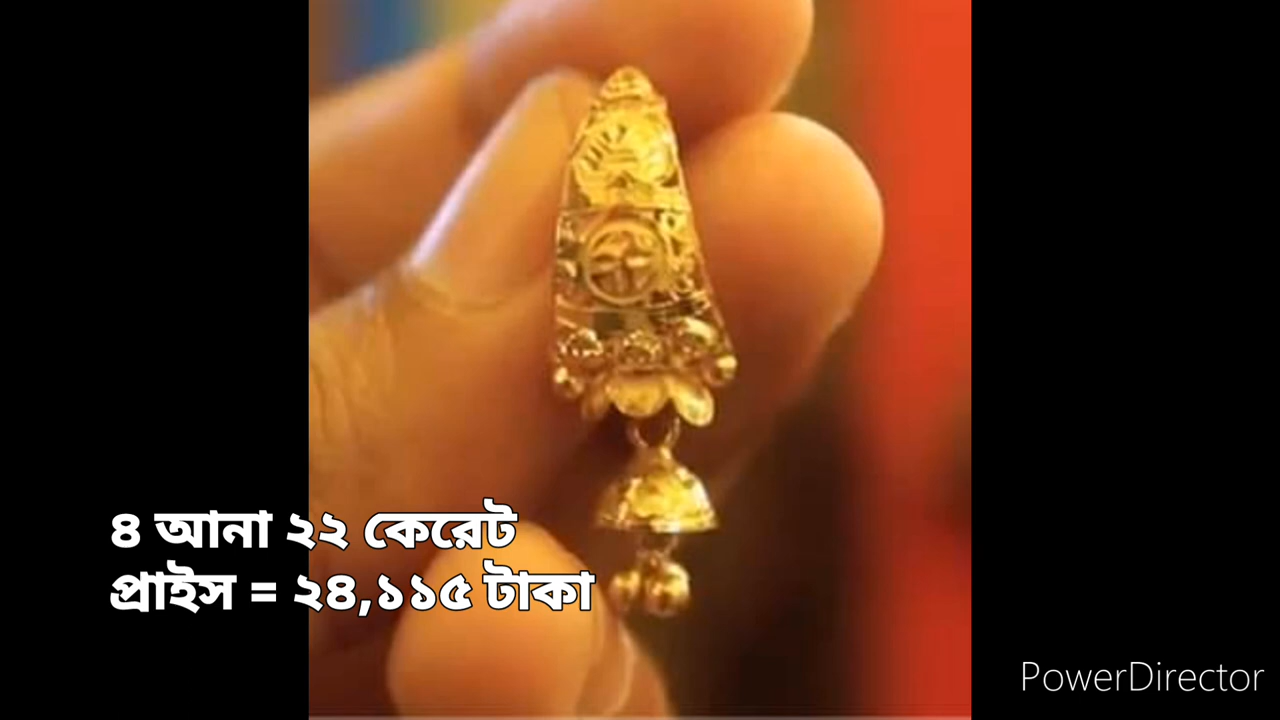 ৪ আনা ২২ কেরেট
প্রাইস = ২৪,১১৫ টাকা
PowerDirector